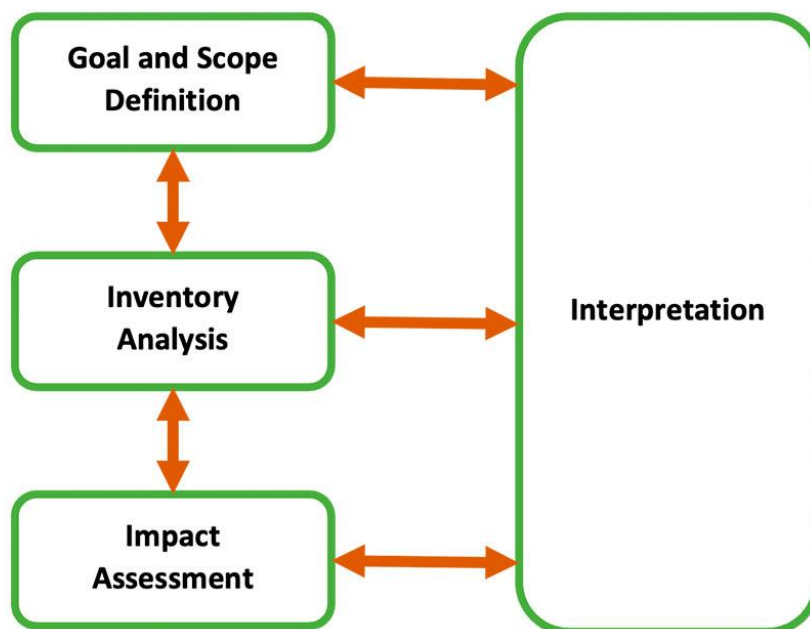 Goal and Scope
Definition
Inventory
Analysis
Interpretation
Impact
Assessment